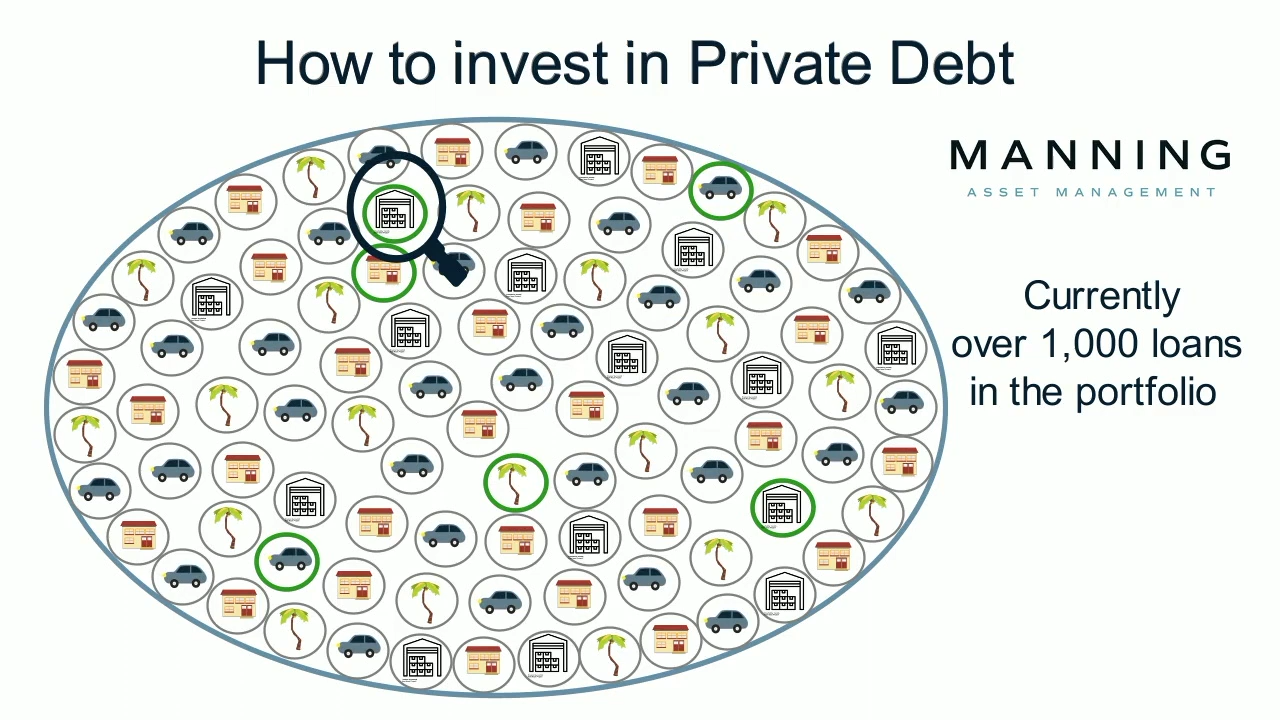 How to invest in Private Debt
MANNING
ASSET MANAGEMENT
Currently
over 1,000 loans
in the portfolio